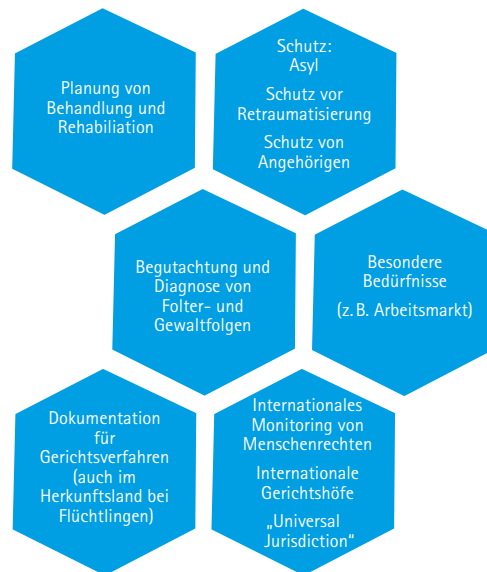 Planung von
Behandlung und
Rehabiliation
Schutz:
Asyl
Schutz vor
Retraumatisierung
Schutz von
Angehörigen
Begutachtung und
Diagnose von
Folter- und
Gewaltfolgen
Besondere
Bedürfnisse
(z. B. Arbeitsmarkt)
Dokumentation
für
Gerichtsverfahren
(auch im
Herkunftsland bei
Flüchtlingen)
Internationales
Monitoring von
Menschenrechten
Internationale
Gerichtshöfe
„Universal
Jurisdiction“